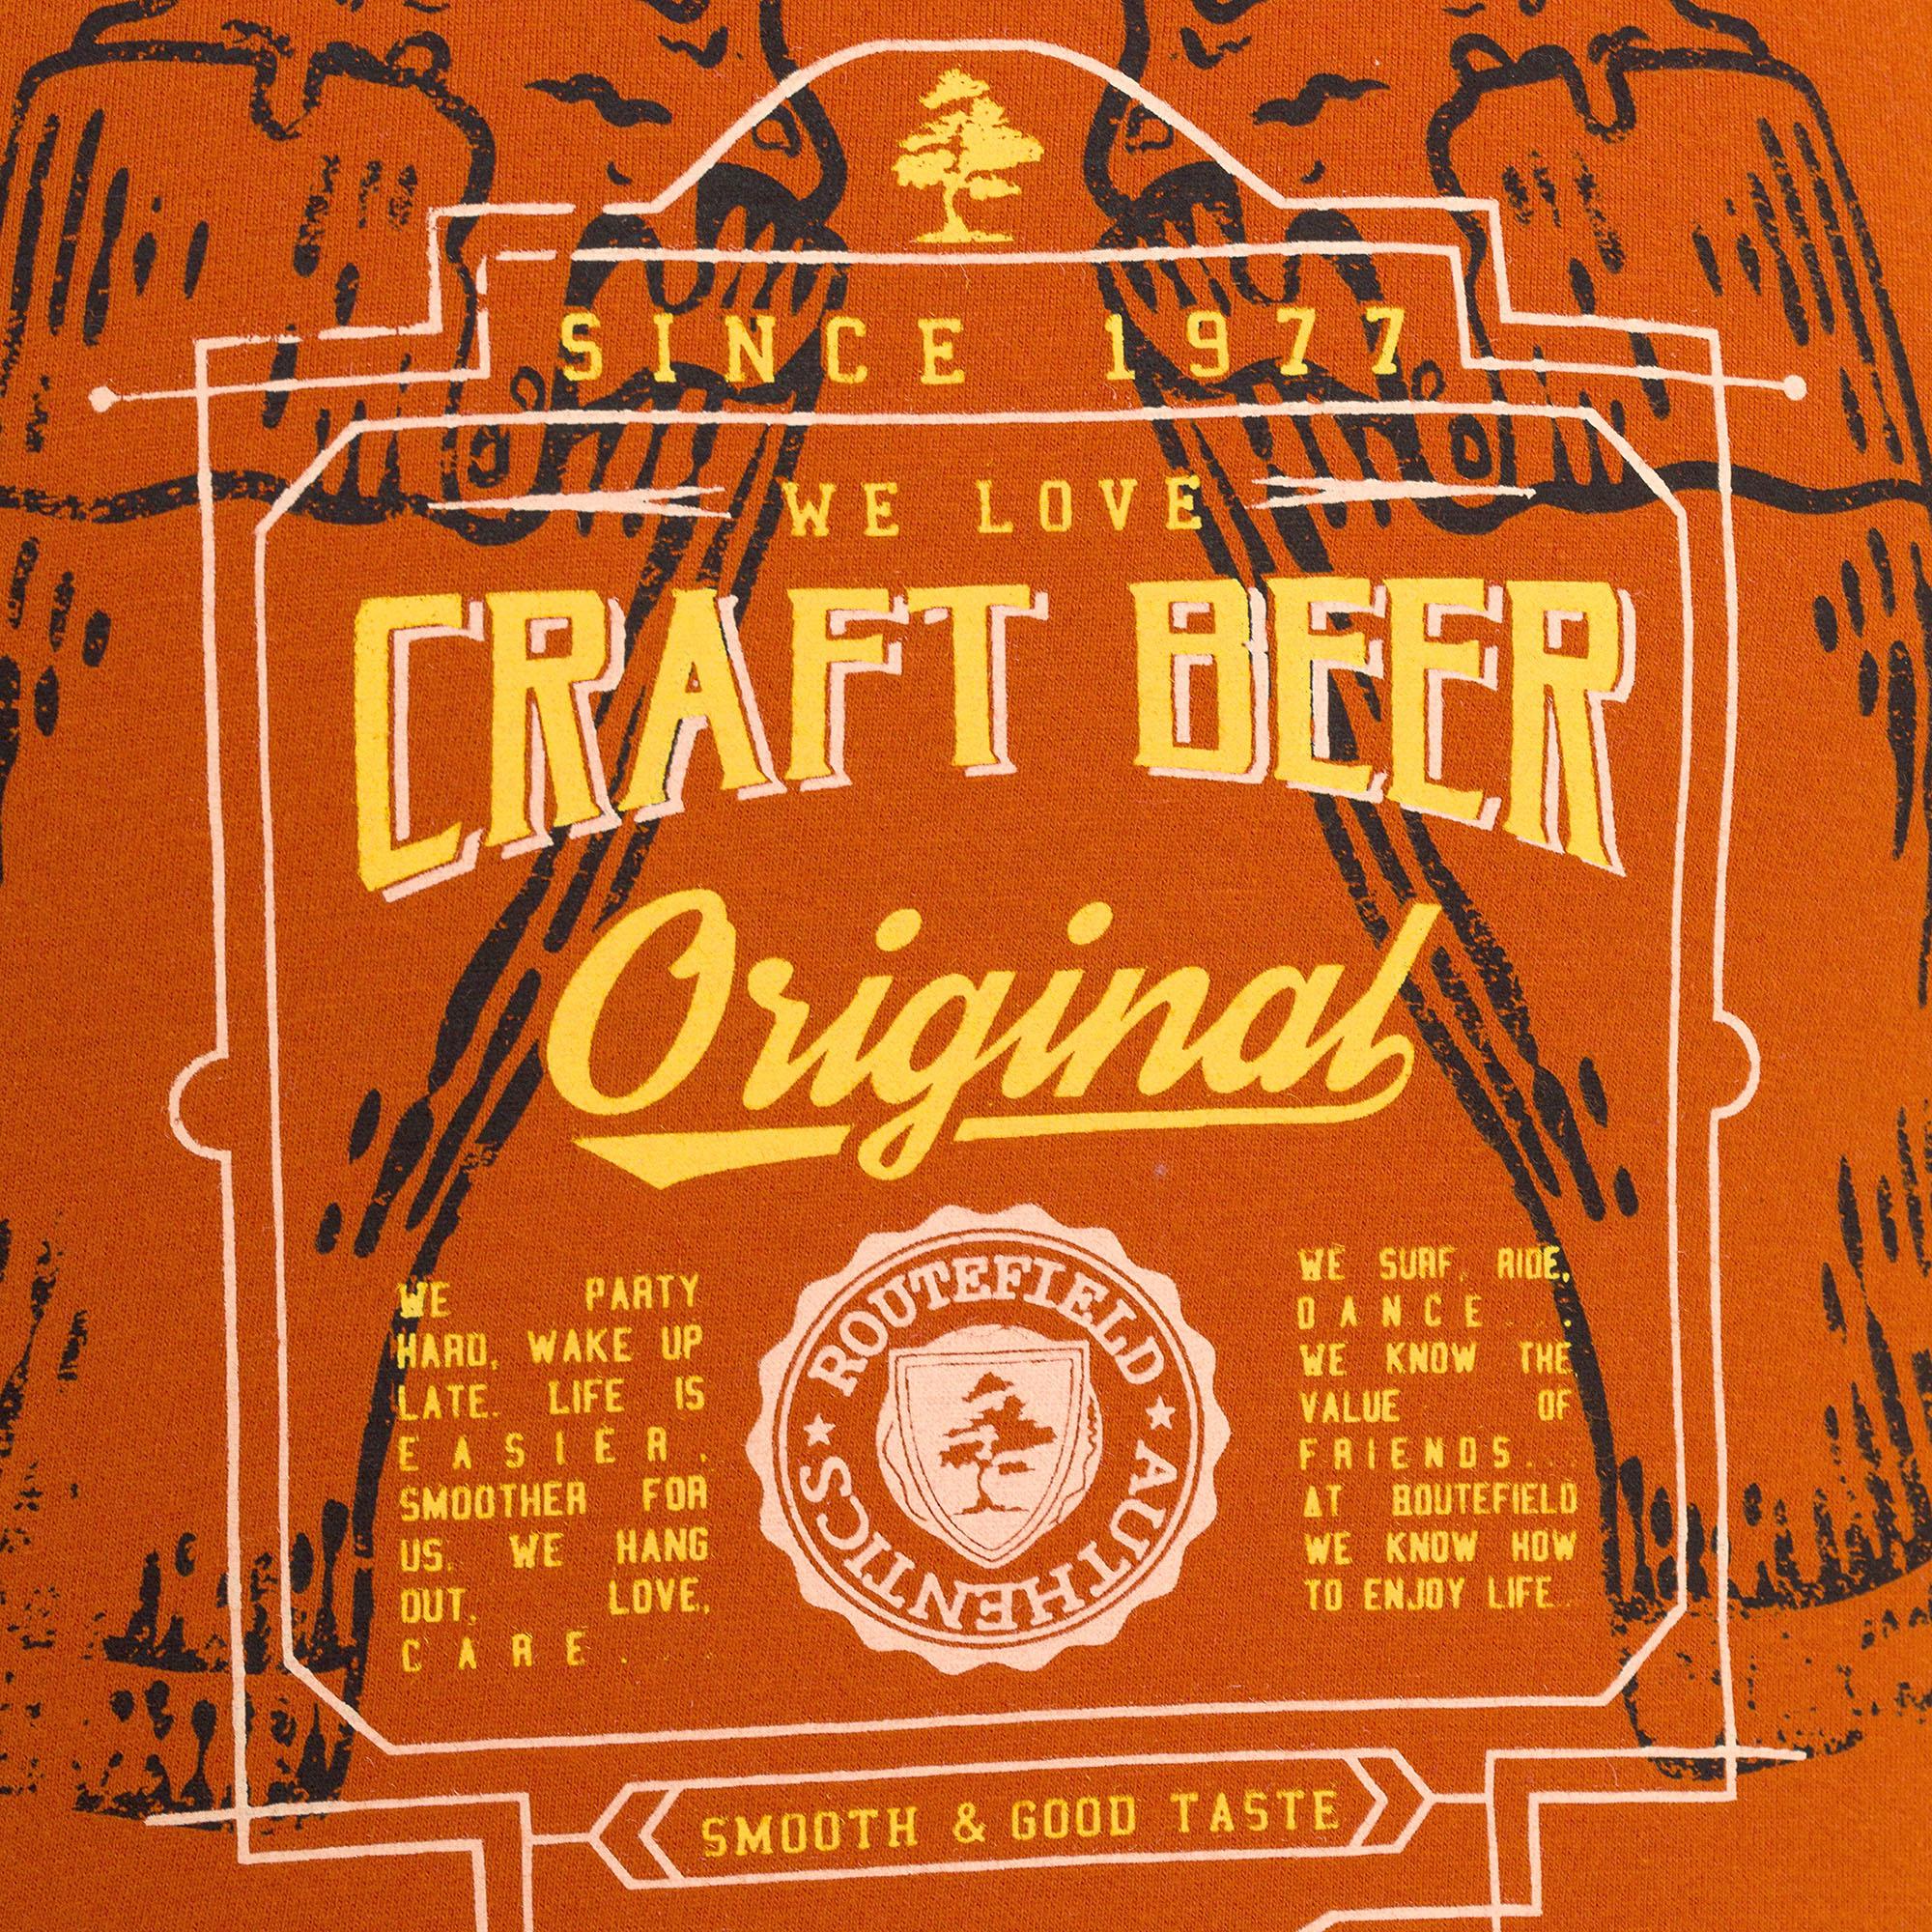 SINCE 1977
WE LOVE
CRAFT BEER
Original
WE PARTY
HARD, WAKE UP
LATE. LIFE IS
EASIER,
SMOOTHER FOR
US. WE HANG
OUT, LOVE,
CARE....
ROUTEFIELD
AUTHENTICS
WE SURF, RIDE,
DANCE....
WE KNOW THE
VALUE OF
FRIENDS...
AT ROUTEFIELD
WE KNOW HOW
TO ENJOY LIFE..
SMOOTH & GOOD TASTE